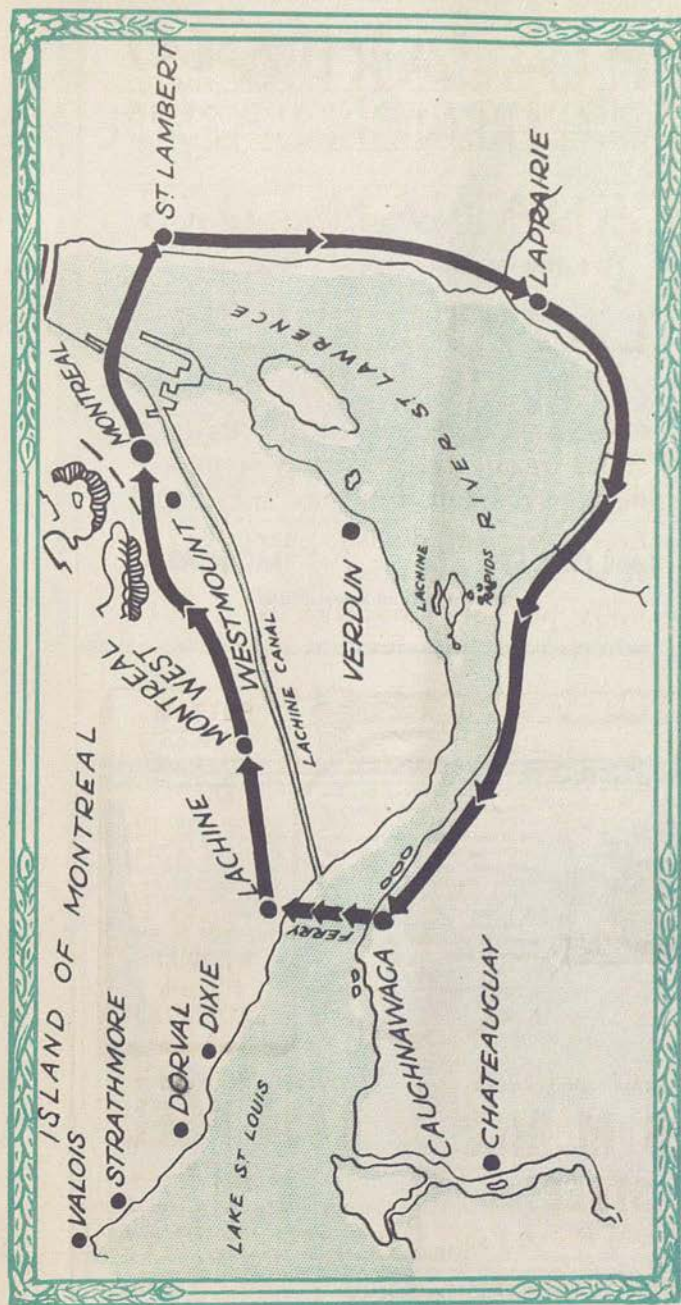 ISLAND OF MONTREAL
VALOIS
STRATHMORE
DORVAL
DIXIE
LAKE ST LOUIS
LACHINE
FERRY
CAUGHNAWAGA
CHATEAUGUAY
MONTREAL
WEST
WESTMOUNT
LACHINE CANAL
VERDUN
LACHINE
RAPIDS
RIVER ST LAWRENCE
MONTREAL
ST LAMBERT
LAPRAIRIE